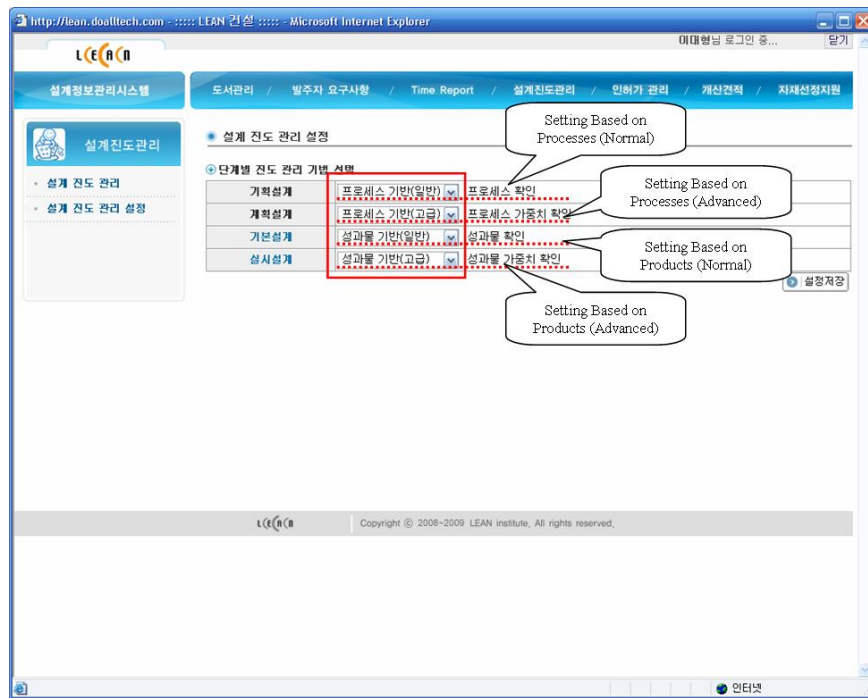 http://lean.doalltech.com - ::::: LEAN 건설 ::::: - Microsoft Internet Explorer
이대형님 로그인 중... 닫기
LEAN
설계정보관리시스템 도서관리 / 발주자 요구사항 / Time Report / 설계진도관리 / 인허가 관리 / 개산견적 / 자재선정지원
설계진도관리
설계 진도 관리
설계 진도 관리 설정
설계 진도 관리 설정
단계별 진도 관리 기법 선택
기획설계 프로세스 기반(일반) 프로세스 확인
계획설계 프로세스 기반(고급) 프로세스 가중치 확인
기본설계 성과물 기반(일반) 성과물 확인
실시설계 성과물 기반(고급) 성과물 가중치 확인
설정저장
Setting Based on
Processes (Normal)
Setting Based on
Processes (Advanced)
Setting Based on
Products (Normal)
Setting Based on
Products (Advanced)
LEAN Copyright ⓒ 2008~2009 LEAN institute, All rights reserved,
인터넷